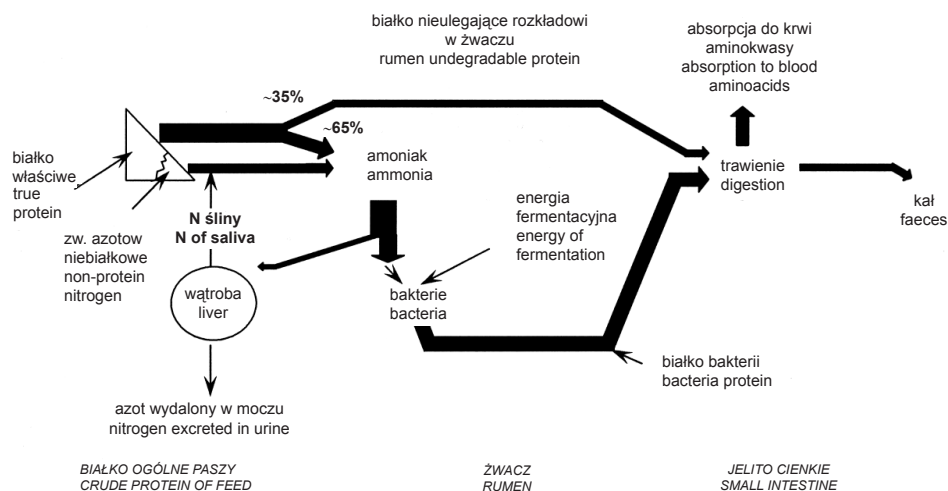 białko nieulegające rozkładowi
w żwaczu
rumen undegradable protein
absorpcja do krwi
aminokwasy
absorption to blood
aminoacids
~35%
~65%
białko
właściwe
true
protein
amoniak
ammonia
trawienie
digestion
kał
faeces
N śliny
N of saliva
zw. azotow
niebiałkowe
non-protein
nitrogen
energia
fermentacyjna
energy of
fermentation
wątroba
liver
bakterie
bacteria
białko bakterii
bacteria protein
azot wydalony w moczu
nitrogen excreted in urine
BIAŁKO OGÓLNE PASZY
CRUDE PROTEIN OF FEED
ŻWACZ
RUMEN
JELITO CIENKIE
SMALL INTESTINE